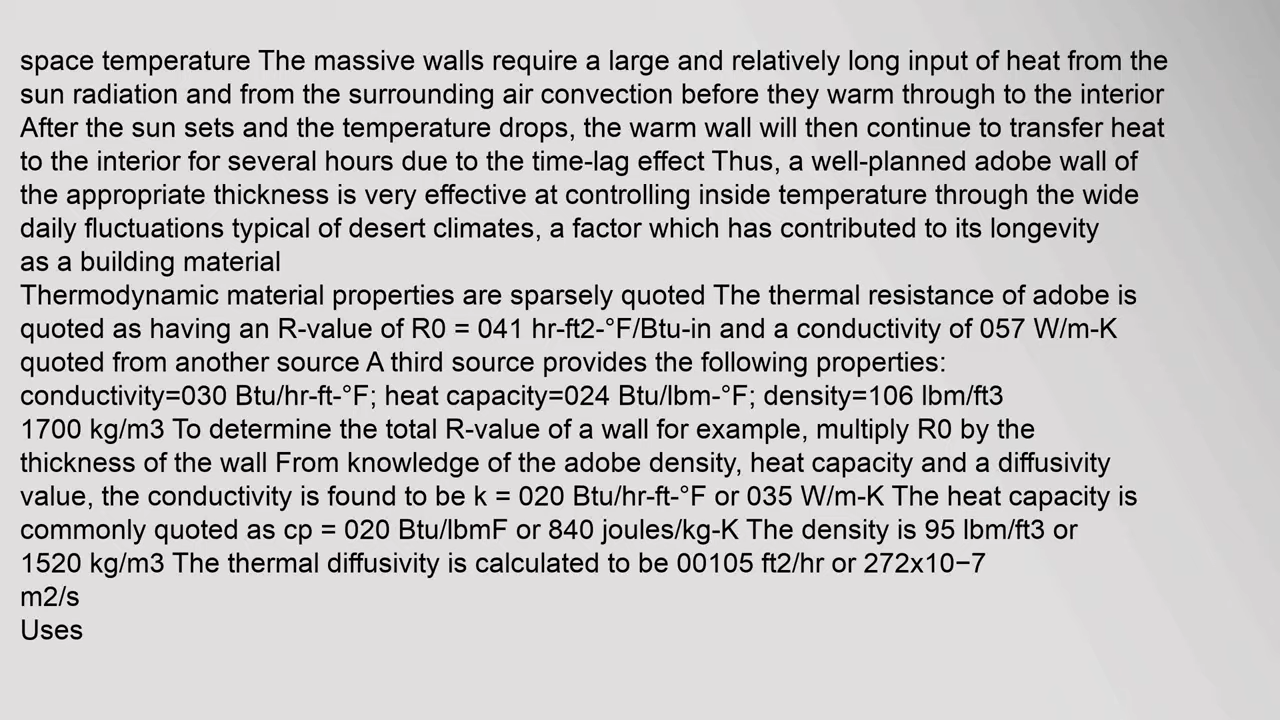 space temperature The massive walls require a large and relatively long input of heat from the
sun radiation and from the surrounding air convection before they warm through to the interior
After the sun sets and the temperature drops, the warm wall will then continue to transfer heat
to the interior for several hours due to the time-lag effect Thus, a well-planned adobe wall of
the appropriate thickness is very effective at controlling inside temperature through the wide
daily fluctuations typical of desert climates, a factor which has contributed to its longevity
as a building material
Thermodynamic material properties are sparsely quoted The thermal resistance of adobe is
quoted as having an R-value of R0 = 041 hr-ft2-°F/Btu-in and a conductivity of 057 W/m-K
quoted from another source A third source provides the following properties:
conductivity=030 Btu/hr-ft-°F; heat capacity=024 Btu/lbm-°F; density=106 lbm/ft3
1700 kg/m3 To determine the total R-value of a wall for example, multiply R0 by the
thickness of the wall From knowledge of the adobe density, heat capacity and a diffusivity
value, the conductivity is found to be k = 020 Btu/hr-ft-°F or 035 W/m-K The heat capacity is
commonly quoted as cp = 020 Btu/lbmF or 840 joules/kg-K The density is 95 lbm/ft3 or
1520 kg/m3 The thermal diffusivity is calculated to be 00105 ft2/hr or 272x10−7
m2/s
Uses